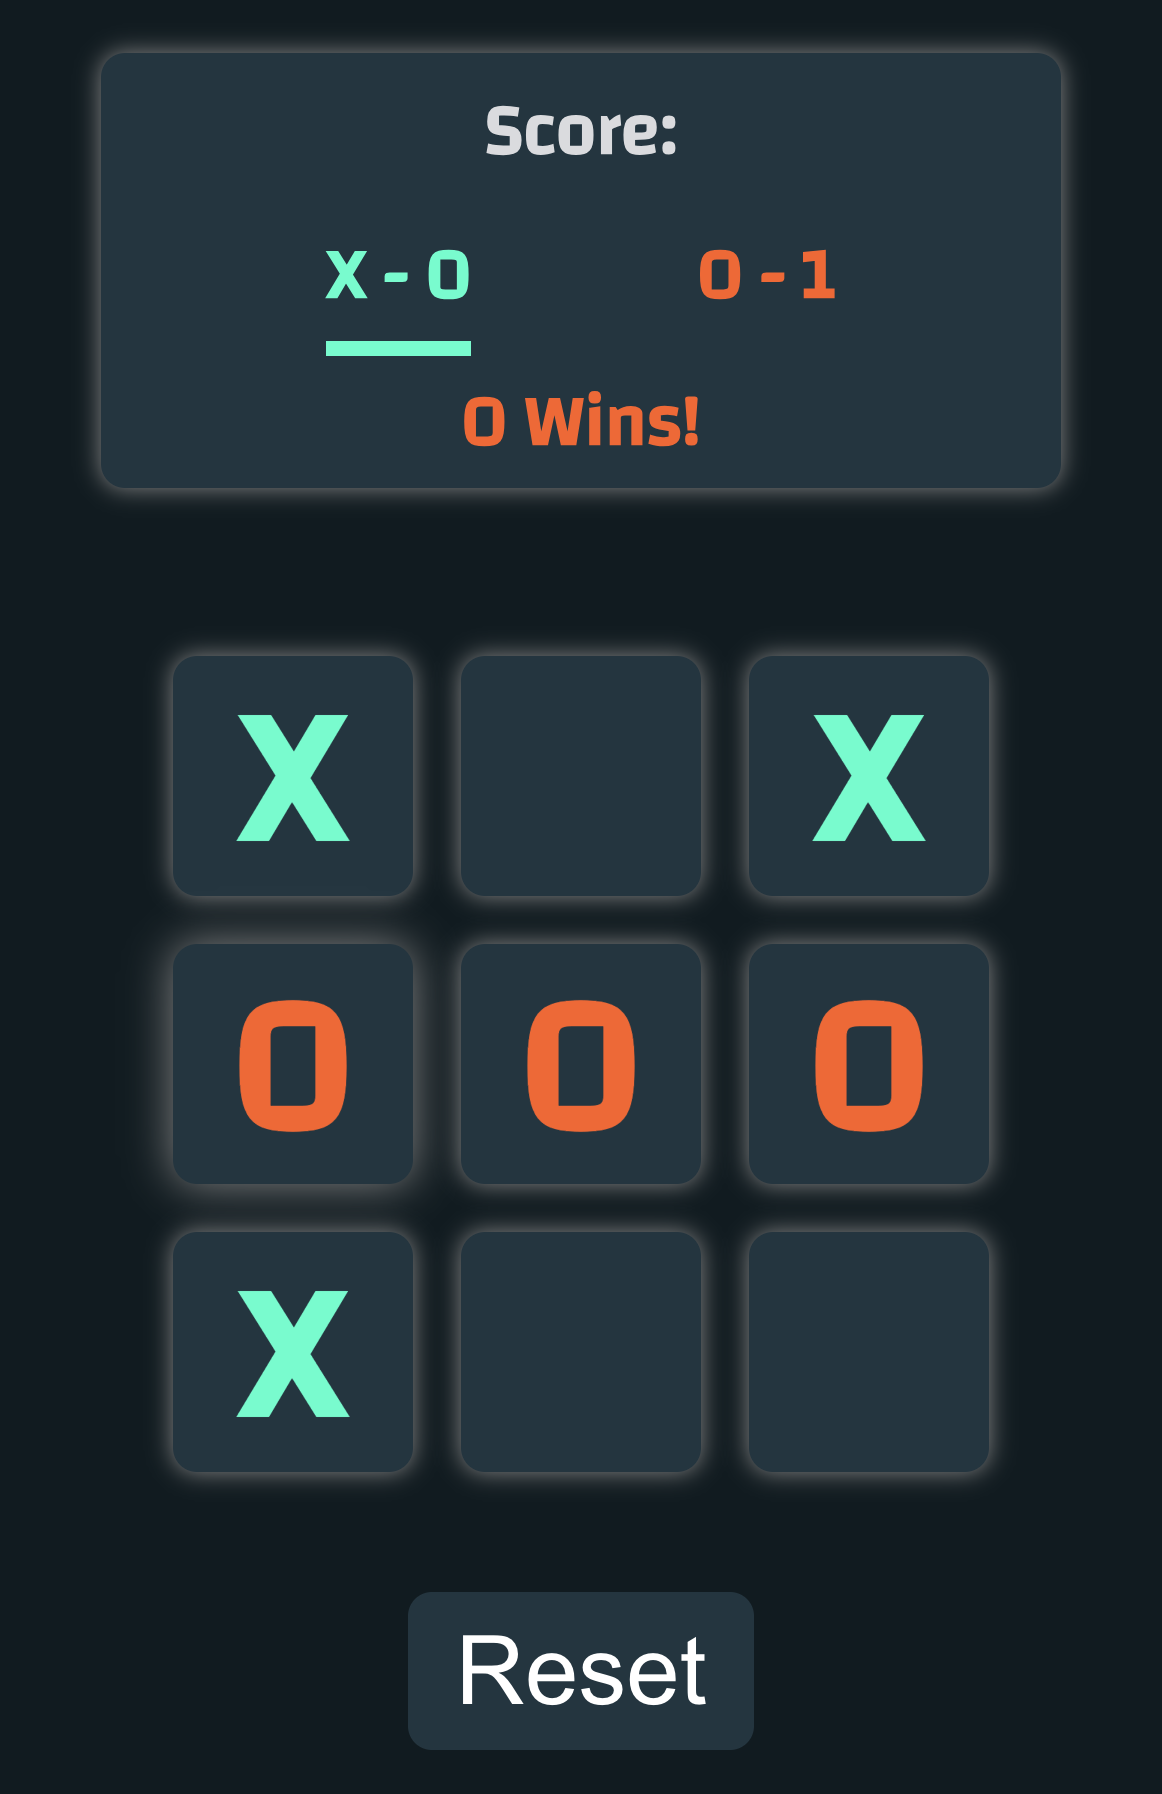 Score:
X - 0 O - 1
O Wins!
X X
O O O
X
Reset